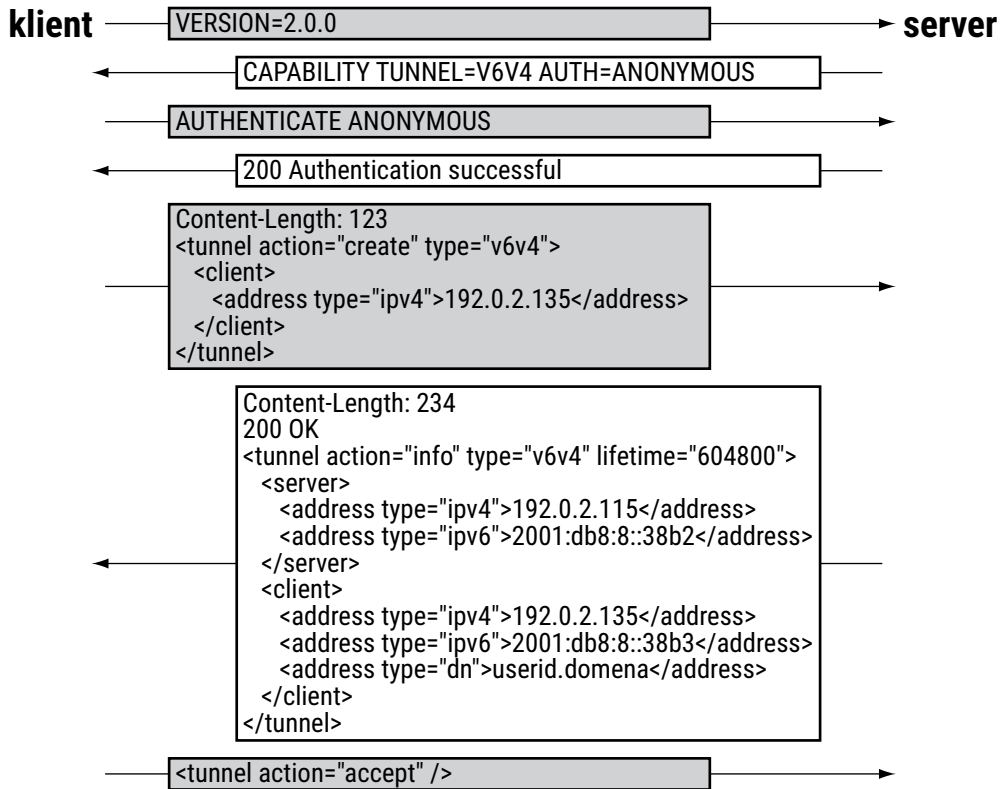 klient VERSION=2.0.0 server
CAPABILITY TUNNEL=V6V4 AUTH=ANONYMOUS
AUTHENTICATE ANONYMOUS
200 Authentication successful
Content-Length: 123
<tunnel action="create" type="v6v4">
<client>
<address type="ipv4">192.0.2.135</address>
</client>
</tunnel>
Content-Length: 234
200 OK
<tunnel action="info" type="v6v4" lifetime="604800">
<server>
<address type="ipv4">192.0.2.115</address>
<address type="ipv6">2001:db8:8::38b2</address>
</server>
<client>
<address type="ipv4">192.0.2.135</address>
<address type="ipv6">2001:db8:8::38b3</address>
<address type="dn">userid.domena</address>
</client>
</tunnel>
<tunnel action="accept" />